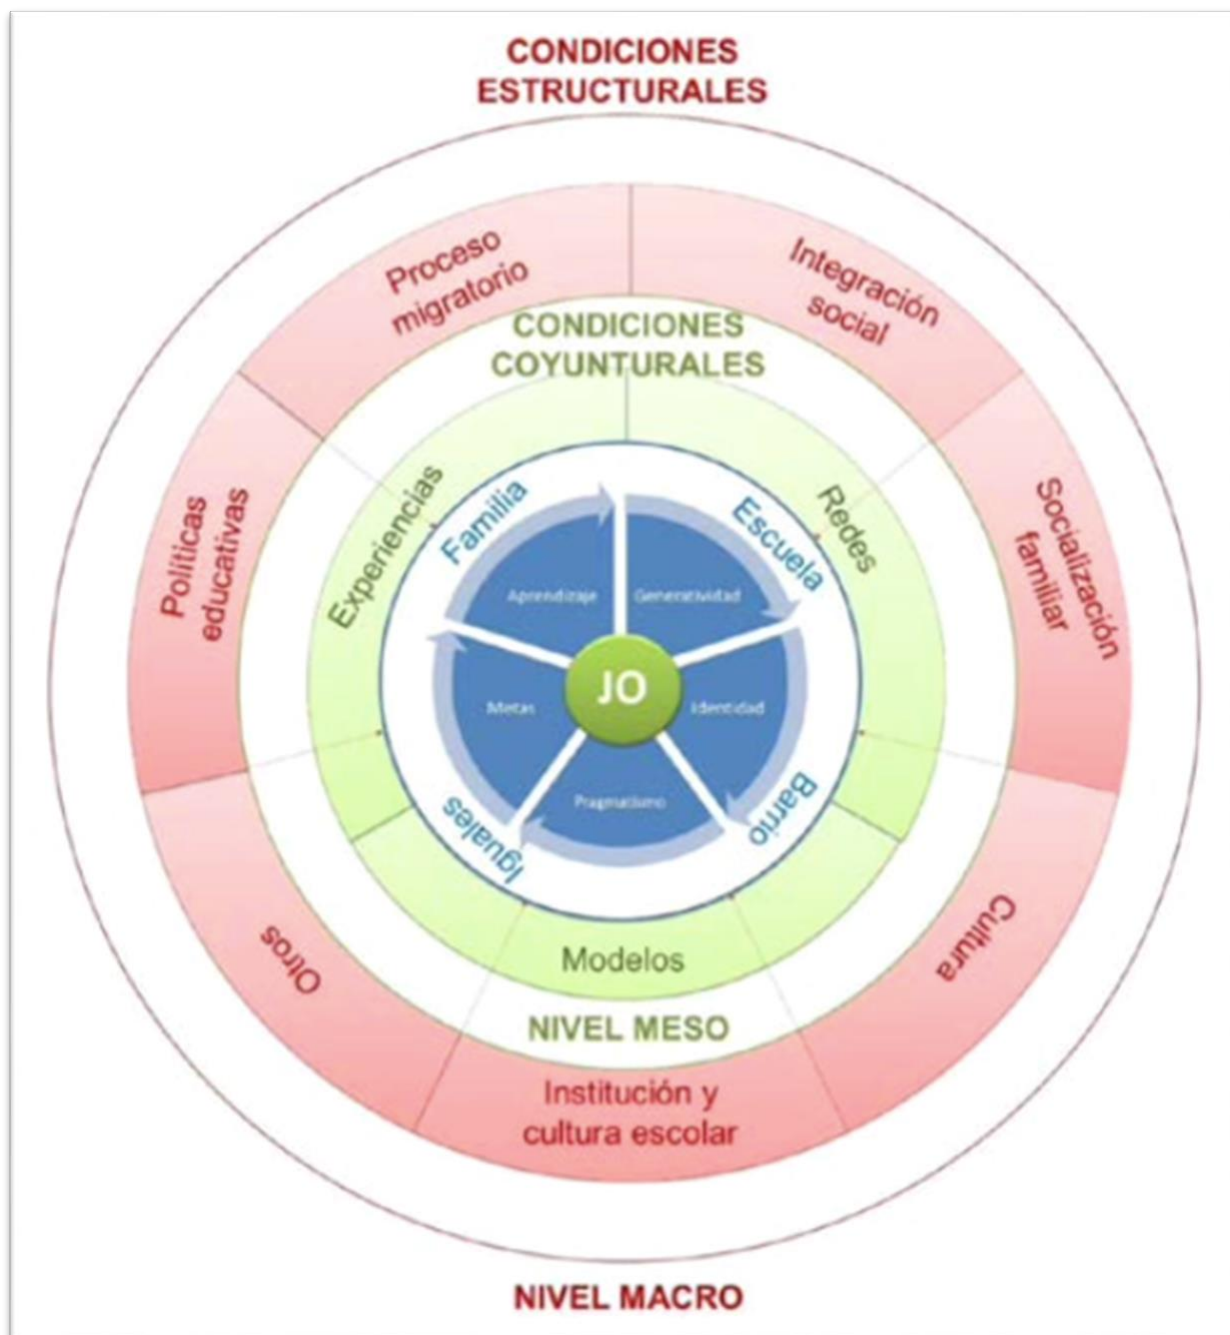 CONDICIONES
ESTRUCTURALES
Proceso
migratorio
Integración
social
CONDICIONES
COYUNTURALES
Políticas
educativas
Experiencias
Familia
Escuela
Redes
Socialización
familiar
Aprendizaje
Generatividad
JO
Metas
Identidad
Pragmatismo
Iguales
Barrio
Otros
Modelos
Cultura
NIVEL MESO
Institución y
cultura escolar
NIVEL MACRO